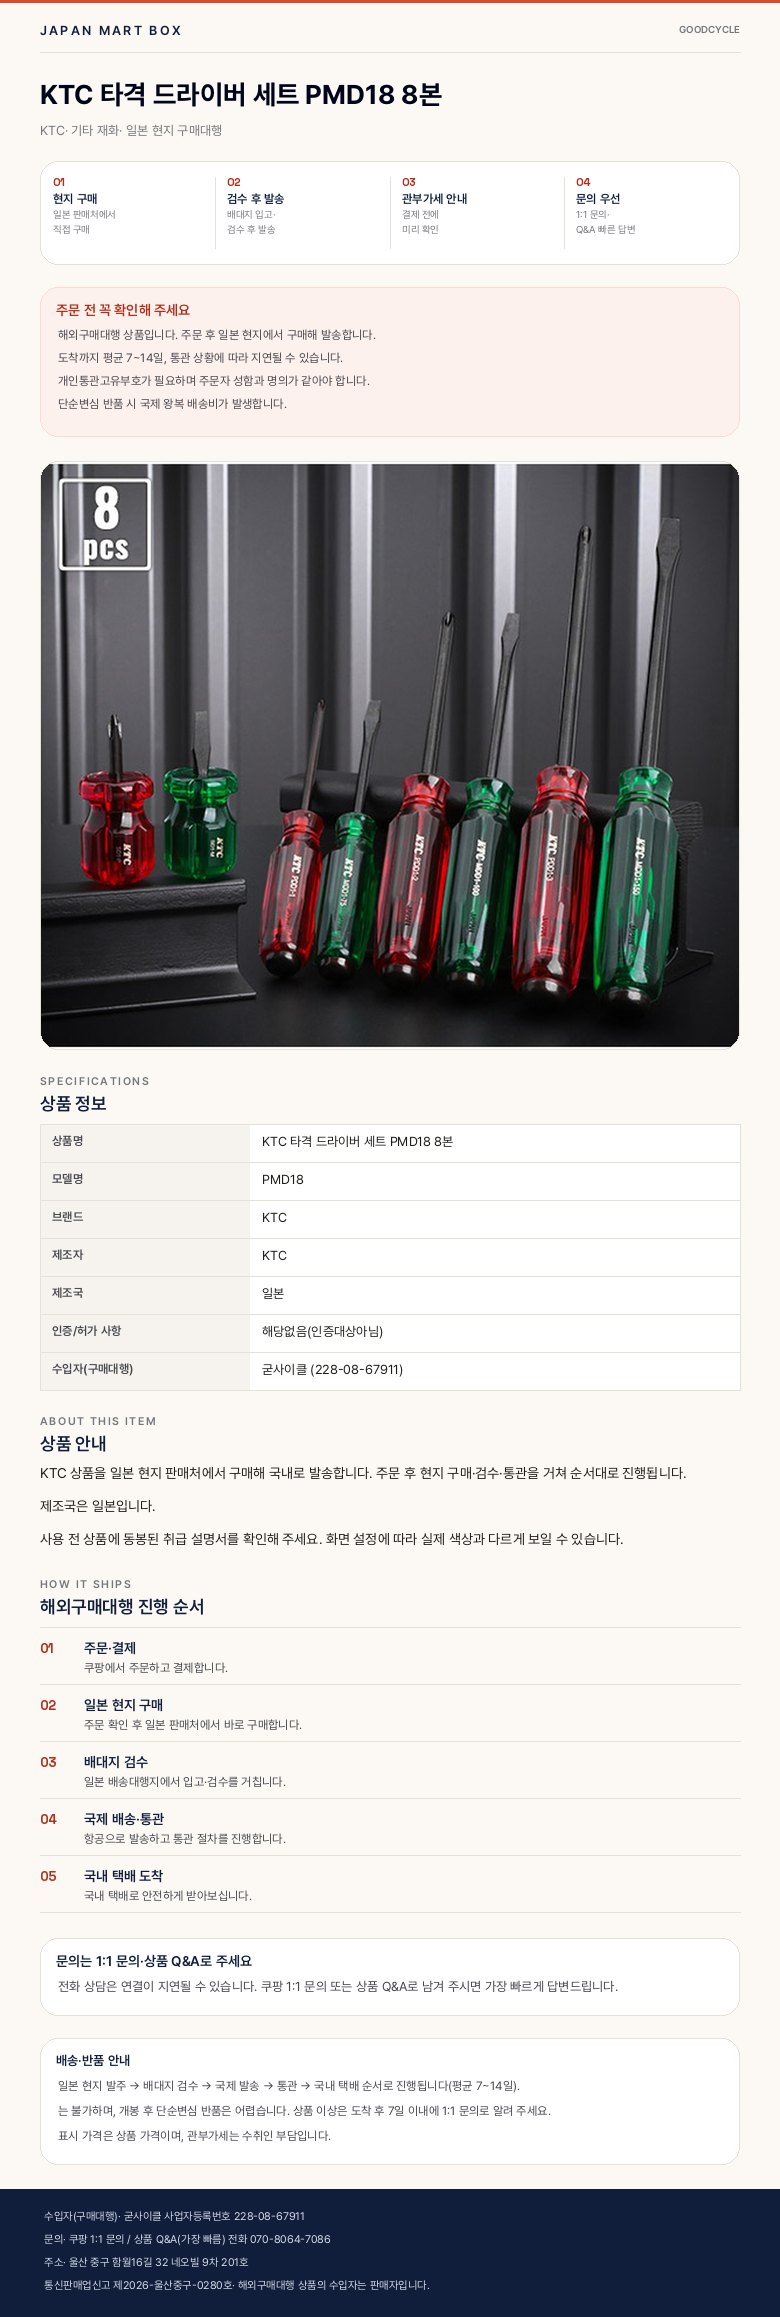 JAPAN MART BOX
GOODCYCLE
KTC 타격 드라이버 세트 PMD18 8본
KTC· 기타 재화· 일본 현지 구매대행
01
현지 구매
일본 판매처에서
직접 구매
02
검수 후 발송
배대지 입고·
검수 후 발송
03
관부가세 안내
결제 전에
미리 확인
04
문의 우선
1:1 문의·
Q&A 빠른 답변
주문 전 꼭 확인해 주세요
해외구매대행 상품입니다. 주문 후 일본 현지에서 구매해 발송합니다.
도착까지 평균 7~14일, 통관 상황에 따라 지연될 수 있습니다.
개인통관고유부호가 필요하며 주문자 성함과 명의가 같아야 합니다.
단순변심 반품 시 국제 왕복 배송비가 발생합니다.
8
pcs
KTC
KTC
KTC PDD1-1
KTC MDD1-75
KTC PDD1-2
KTC MDD1-100
KTC PDD1-3
KTC MDD1-150
SPECIFICATIONS
상품 정보
상품명 KTC 타격 드라이버 세트 PMD18 8본
모델명 PMD18
브랜드 KTC
제조자 KTC
제조국 일본
인증/허가 사항 해당없음(인증대상아님)
수입자(구매대행) 굳사이클 (228-08-67911)
ABOUT THIS ITEM
상품 안내
KTC 상품을 일본 현지 판매처에서 구매해 국내로 발송합니다. 주문 후 현지 구매·검수·통관을 거쳐 순서대로 진행됩니다.
제조국은 일본입니다.
사용 전 상품에 동봉된 취급 설명서를 확인해 주세요. 화면 설정에 따라 실제 색상과 다르게 보일 수 있습니다.
HOW IT SHIPS
해외구매대행 진행 순서
01 주문·결제
쿠팡에서 주문하고 결제합니다.
02 일본 현지 구매
주문 확인 후 일본 판매처에서 바로 구매합니다.
03 배대지 검수
일본 배송대행지에서 입고·검수를 거칩니다.
04 국제 배송·통관
항공으로 발송하고 통관 절차를 진행합니다.
05 국내 택배 도착
국내 택배로 안전하게 받아보십니다.
문의는 1:1 문의·상품 Q&A로 주세요
전화 상담은 연결이 지연될 수 있습니다. 쿠팡 1:1 문의 또는 상품 Q&A로 남겨 주시면 가장 빠르게 답변드립니다.
배송·반품 안내
일본 현지 발주 → 배대지 검수 → 국제 발송 → 통관 → 국내 택배 순서로 진행됩니다(평균 7~14일).
는 불가하며, 개봉 후 단순변심 반품은 어렵습니다. 상품 이상은 도착 후 7일 이내에 1:1 문의로 알려 주세요.
표시 가격은 상품 가격이며, 관부가세는 수취인 부담입니다.
수입자(구매대행)· 굳사이클 사업자등록번호 228-08-67911
문의· 쿠팡 1:1 문의 / 상품 Q&A(가장 빠름) 전화 070-8064-7086
주소· 울산 중구 함월16길 32 네오빌 9차 201호
통신판매업신고 제2026-울산중구-0280호· 해외구매대행 상품의 수입자는 판매자입니다.